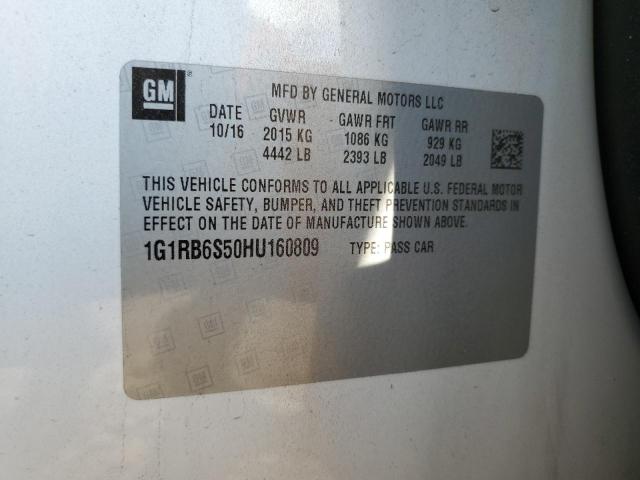 GM
MFD BY GENERAL MOTORS LLC
DATE GVWR GAWR FRT GAWR RR
10/16 2015 KG 1086 KG 929 KG
4442 LB 2393 LB 2049 LB
THIS VEHICLE CONFORMS TO ALL APPLICABLE U.S. FEDERAL MOTOR
VEHICLE SAFETY, BUMPER, AND THEFT PREVENTION STANDARDS IN
EFFECT ON THE DATE OF MANUFACTURE SHOWN ABOVE.
1G1RB6S50HU160809 TYPE: PASS CAR